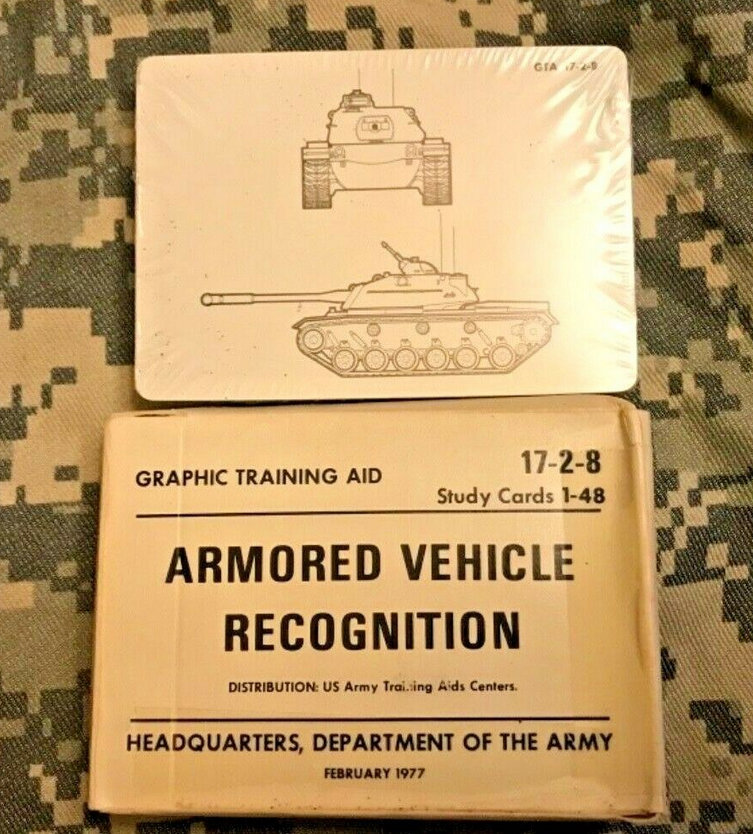 GTA 17-2-8
GRAPHIC TRAINING AID
17-2-8
Study Cards 1-48
ARMORED VEHICLE
RECOGNITION
DISTRIBUTION: US Army Training Aids Centers.
HEADQUARTERS, DEPARTMENT OF THE ARMY
FEBRUARY 1977